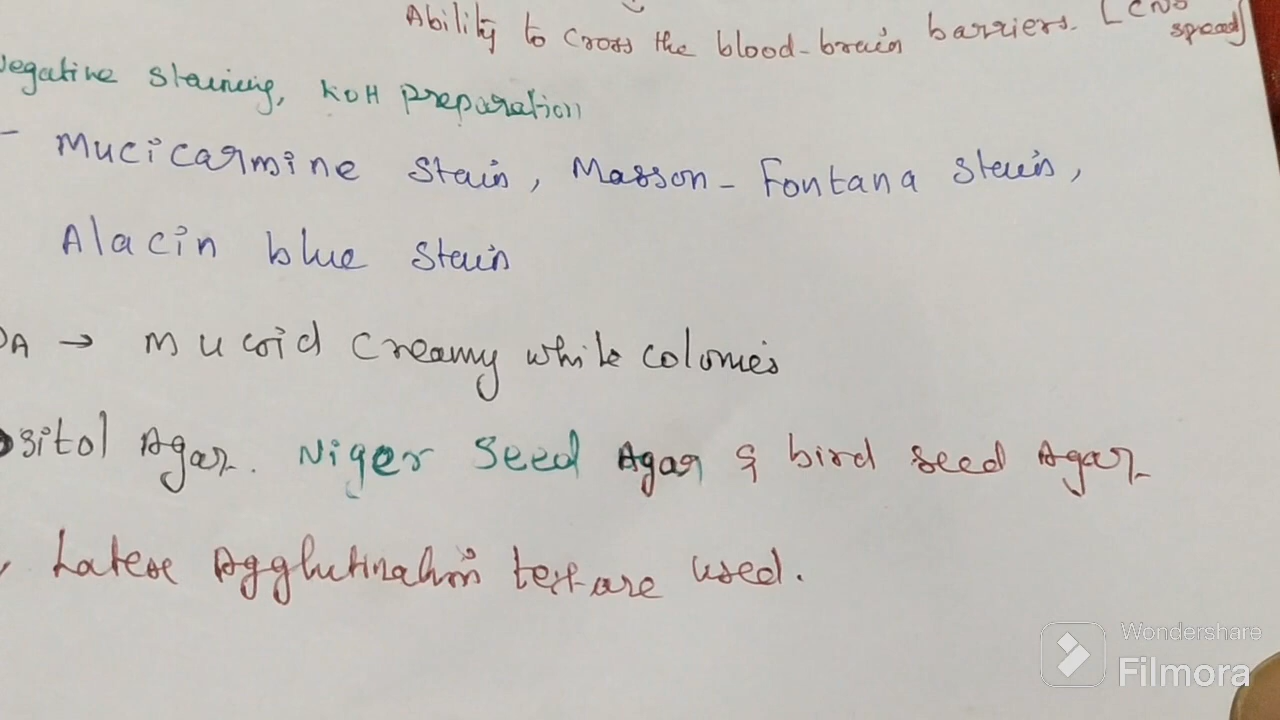 Ability to cross the blood-brain barriers. [CNS
spread]
Negative staining, KOH preparation
- Mucicarmine stain, Masson-Fontana stain,
Alacin blue stain
DA → Mucoid creamy white colonies
ositol Agar. Niger seed Agar & bird seed Agar
, Latex Agglutination test are used.
Wondershare
Filmora